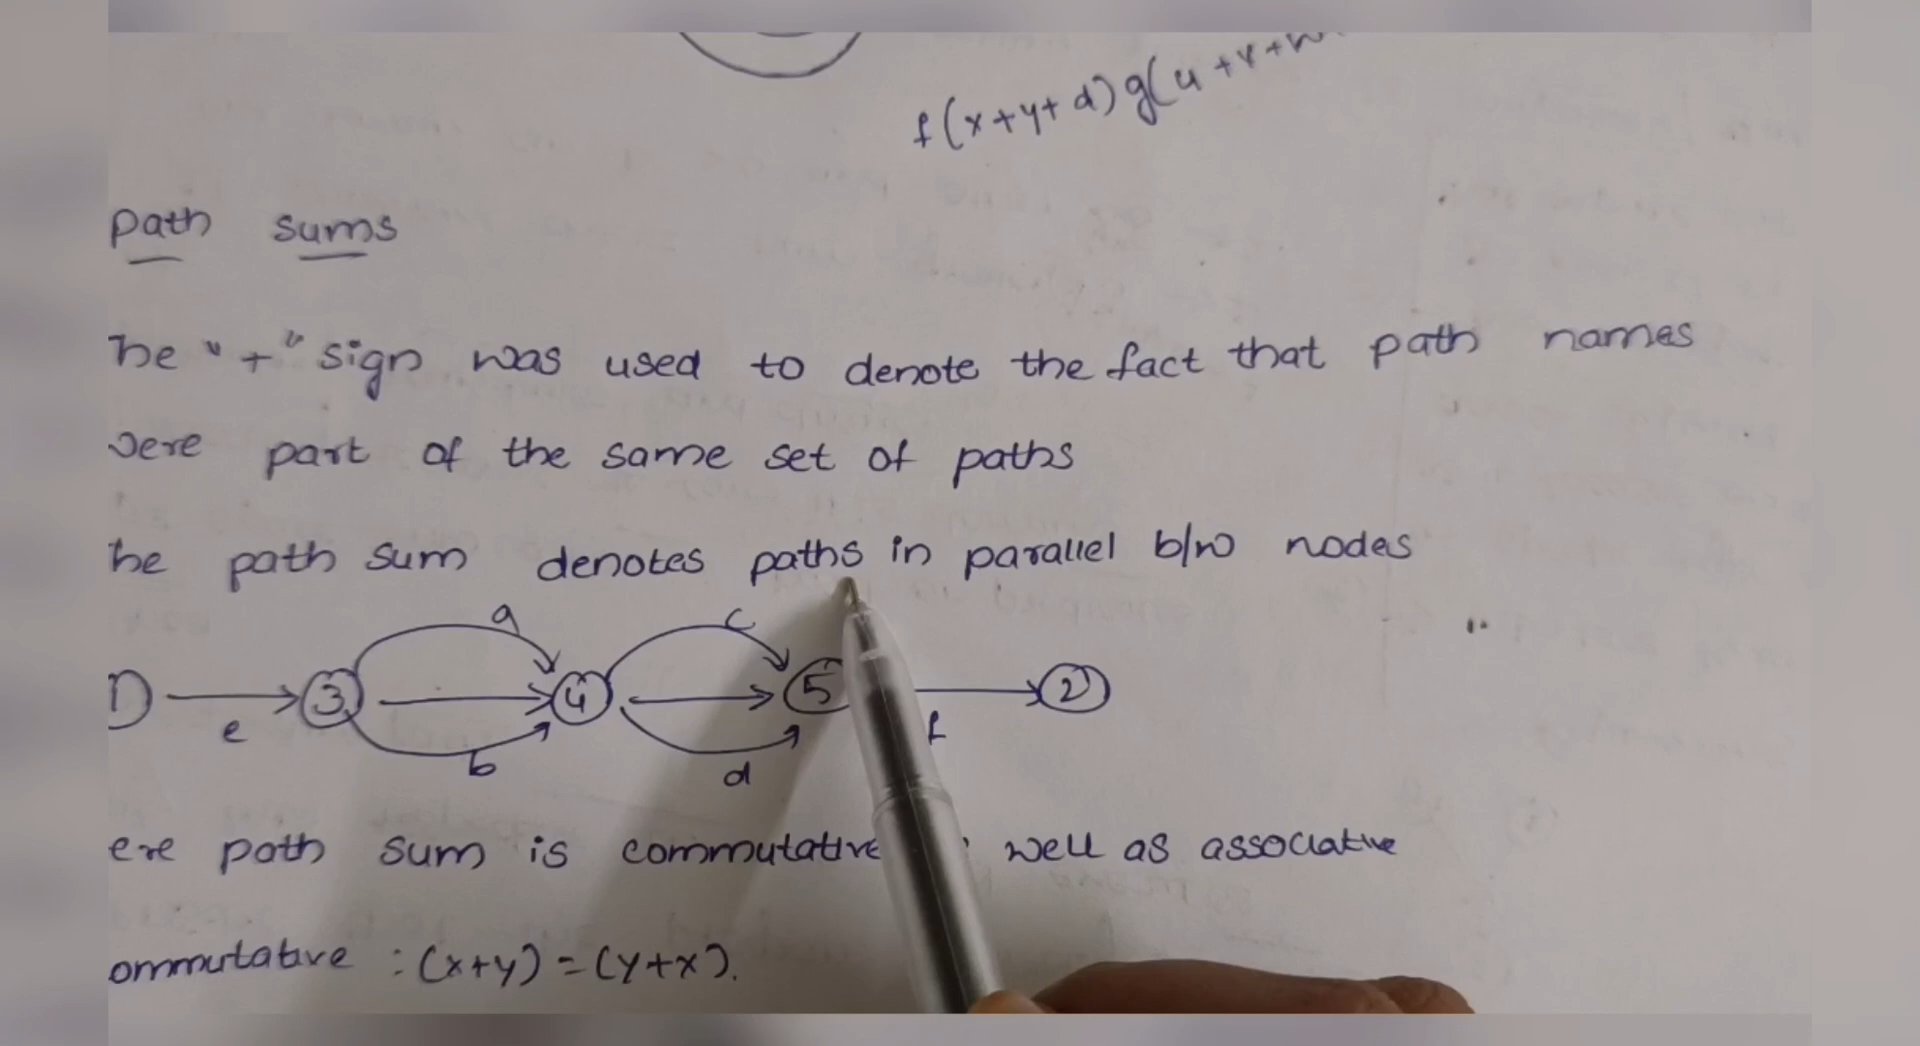 f(x+y+d)g(u+v+w
Path sums
he "+" sign was used to denote the fact that path names
were part of the same set of paths
he path sum denotes paths in parallel b/w nodes
a c
1 3 4 5 2
e f
b d
ere path sum is commutative well as associative
ommutative : (x+y) = (y+x).